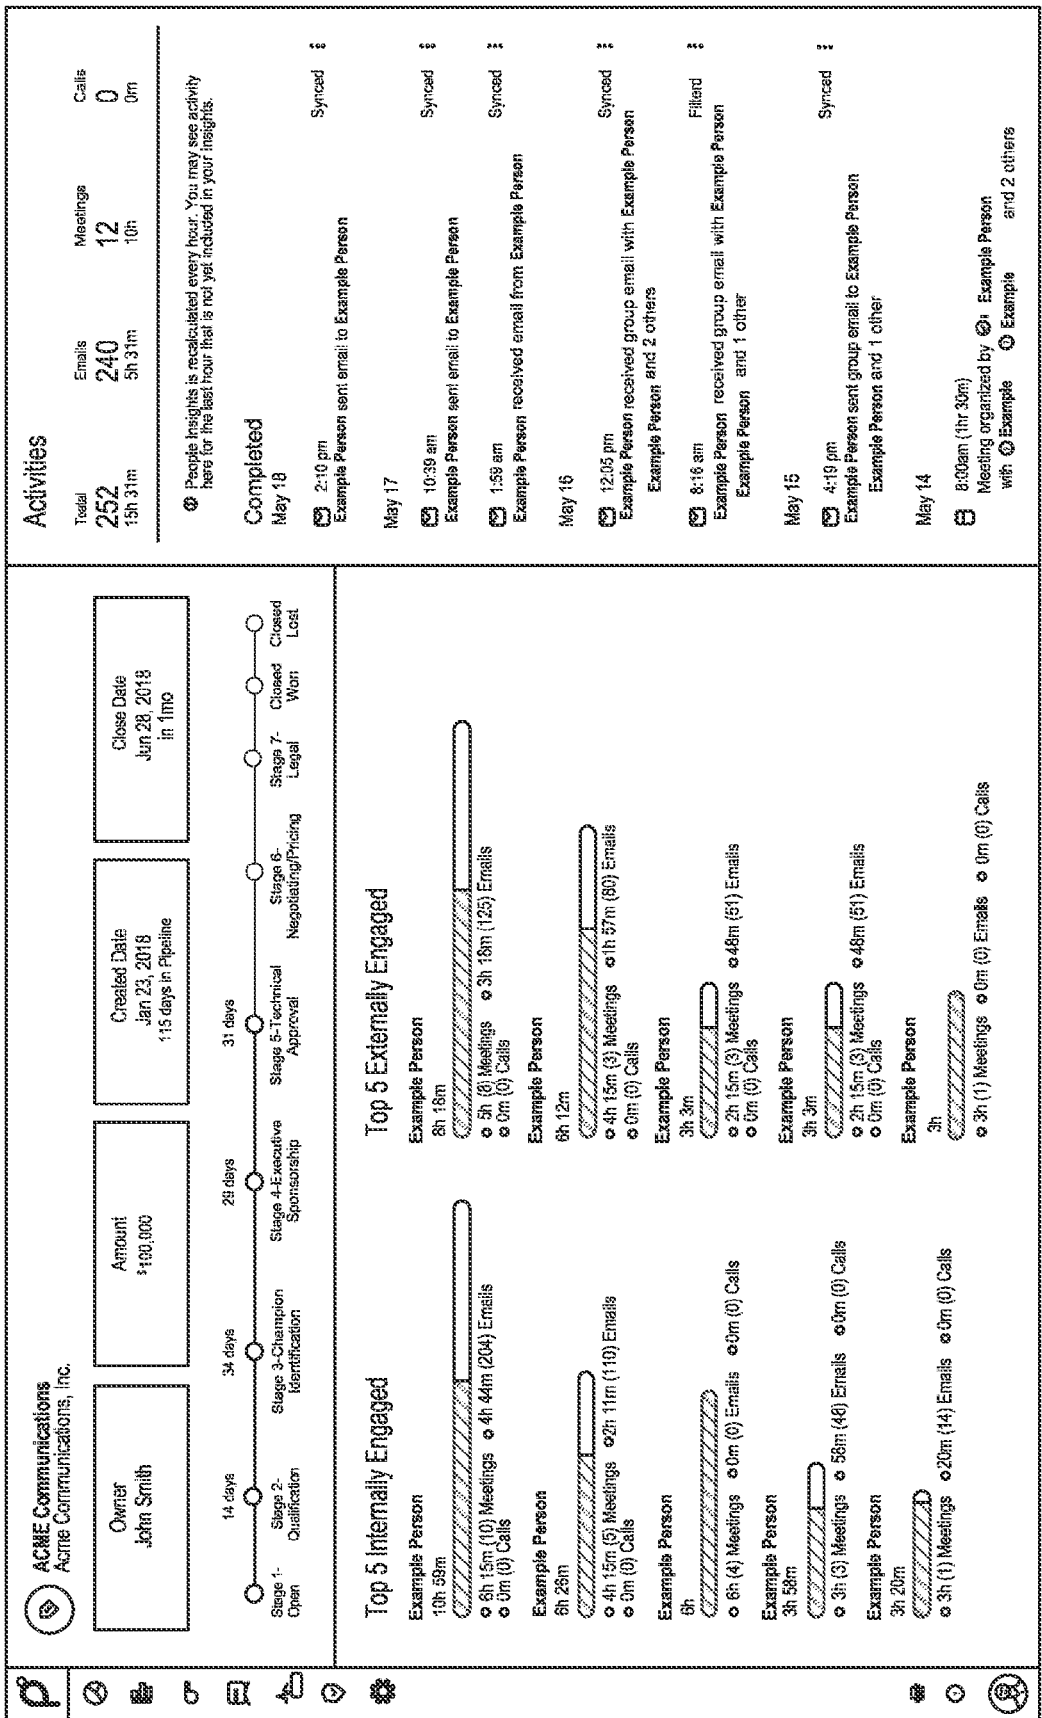 ACME Communications
Acme Communications, Inc.
Owner
John Smith
Amount
$100,000
Created Date
Jan 23, 2018
115 days in Pipeline
Close Date
Jun 28, 2018
in 1mo
14 days
34 days
29 days
31 days
Stage 1-
Open
Stage 2-
Qualification
Stage 3-Champion
Identification
Stage 4-Executive
Sponsorship
Stage 5-Technical
Approval
Stage 6-
Negotiating/Pricing
Stage 7-
Legal
Closed
Won
Closed
Lost
Top 5 Internally Engaged
Example Person
10h 59m
6h 15m (10) Meetings 4h 44m (204) Emails
0m (0) Calls
Example Person
6h 26m
4h 15m (5) Meetings 2h 11m (110) Emails
0m (0) Calls
Example Person
6h
6h (4) Meetings 0m (0) Emails 0m (0) Calls
Example Person
3h 58m
3h (3) Meetings 58m (48) Emails 0m (0) Calls
Example Person
3h 20m
3h (1) Meetings 20m (14) Emails 0m (0) Calls
Top 5 Externally Engaged
Example Person
8h 18m
5h (8) Meetings 3h 18m (125) Emails
0m (0) Calls
Example Person
6h 12m
4h 15m (3) Meetings 1h 57m (80) Emails
0m (0) Calls
Example Person
3h 3m
2h 15m (3) Meetings 48m (51) Emails
0m (0) Calls
Example Person
3h 3m
2h 15m (3) Meetings 48m (51) Emails
0m (0) Calls
Example Person
3h
3h (1) Meetings 0m (0) Emails 0m (0) Calls
Activities
Tredal Emails Meetings Calls
252 240 12 0
15h 31m 5h 31m 10h 0m
People Insights is recalculated every hour. You may see activity
here for the last hour that is not yet included in your insights.
Completed
May 18
2:10 pm
Example Person sent email to Example Person Synced
May 17
10:39 am
Example Person sent email to Example Person Synced
1:59 am
Example Person received email from Example Person Synced
May 16
12:05 pm
Example Person received group email with Example Person Synced
Example Person and 2 others
8:16 am
Example Person received group email with Example Person Filterd
Example Person and 1 other
May 15
4:19 pm
Example Person sent group email to Example Person Synced
Example Person and 1 other
May 14
8:00am (1hr 30m)
Meeting organized by Example Person
with Example Example and 2 others